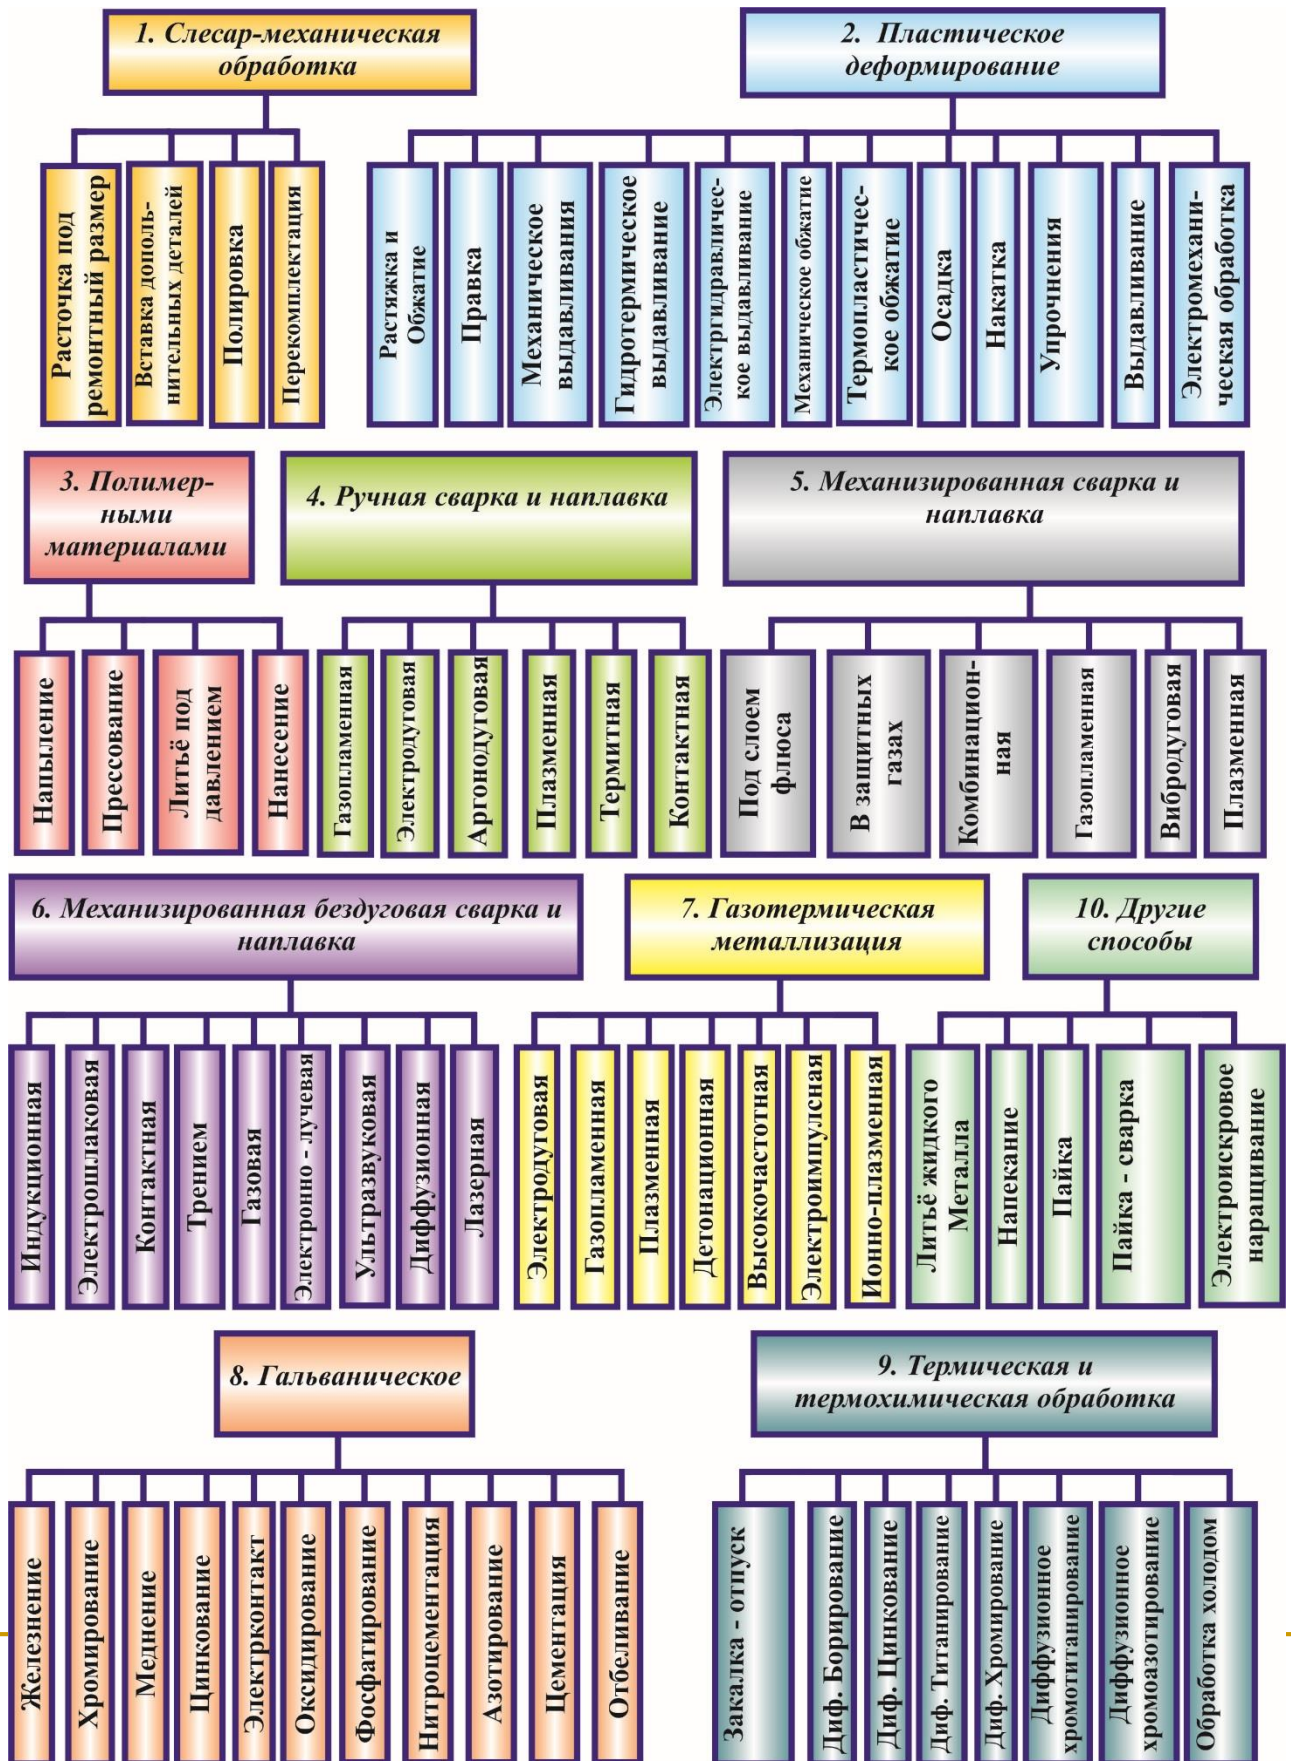 1. Слесар-механическая
обработка
Расточка под
ремонтный размер
Вставка дополь-
нительных деталей
Полировка
Перекомплектация
2. Пластическое
деформирование
Растяжка и
Обжатие
Правка
Механическое
выдавливания
Гидротермическое
выдавливание
Электргидравличес-
кое выдавливание
Механическое обжатие
Термопластичес-
кое обжатие
Осадка
Накатка
Упрочнения
Выдавливание
Электромехани-
ческая обработка
3. Полимер-
ными
материалами
Напыление
Прессование
Литьё под
давлением
Нанесение
4. Ручная сварка и наплавка
Газопламенная
Электродуговая
Аргонодуговая
Плазменная
Термитная
Контактная
5. Механизированная сварка и
наплавка
Под слоем
флюса
В защитных
газах
Комбинацион-
ная
Газопламенная
Вибродуговая
Плазменная
6. Механизированная бездуговая сварка и
наплавка
Индукционная
Электрошлаковая
Контактная
Трением
Газовая
Электронно - лучевая
Ультразвуковая
Диффузионная
Лазерная
7. Газотермическая
металлизация
Электродуговая
Газопламенная
Плазменная
Детонационная
Высокочастотная
Электроимпулсная
Ионно-плазменная
10. Другие
способы
Литьё жидкого
Металла
Напекание
Пайка
Пайка - сварка
Электроискровое
наращивание
8. Гальваническое
Железнение
Хромирование
Меднение
Цинкование
Электрконтакт
Оксидирование
Фосфатирование
Нитроцементация
Азотирование
Цементация
Отбеливание
9. Термическая и
термохимическая обработка
Закалка - отпуск
Диф. Борирование
Диф. Цинкование
Диф. Титанирование
Диф. Хромирование
Диффузионное
хромотитанирование
Диффузионное
хромоазотирование
Обработка холодом